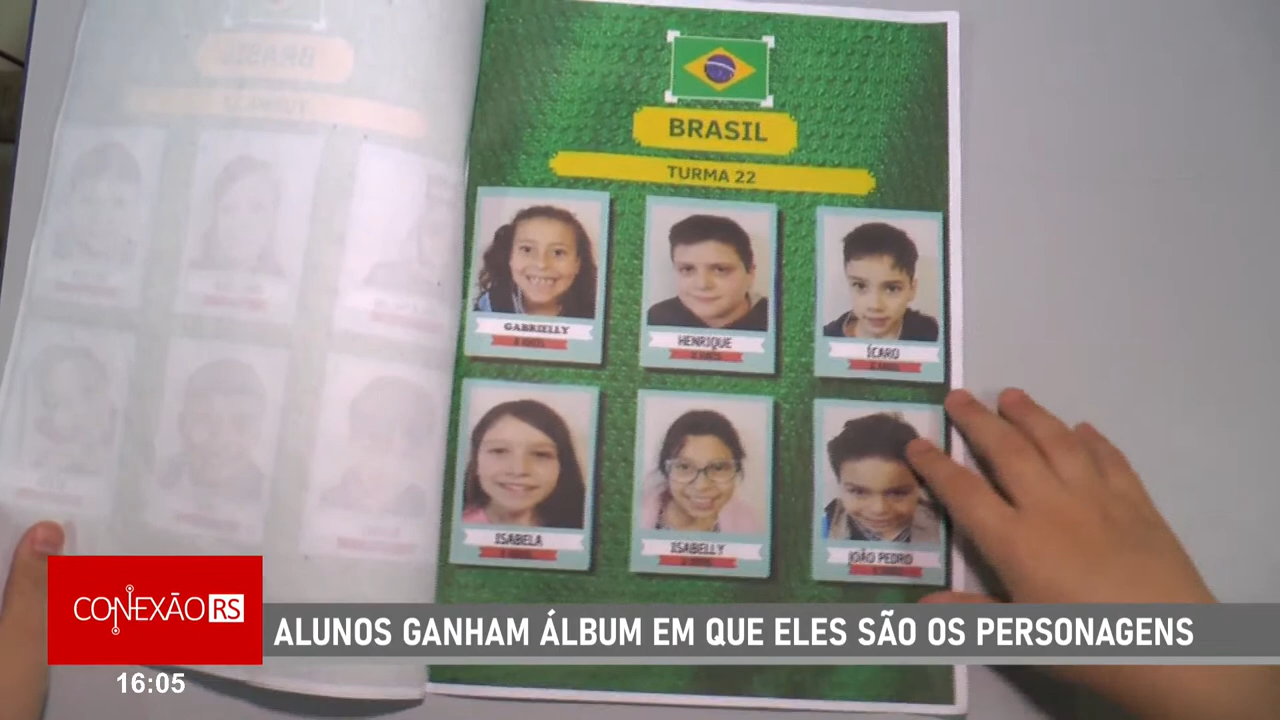 BRASIL
TURMA 22
GABRIELLY
HENRIQUE
ÍCARO
ISABELA
ISABELLY
JOÃO PEDRO
CONEXÃO RS
ALUNOS GANHAM ÁLBUM EM QUE ELES SÃO OS PERSONAGENS
16:05